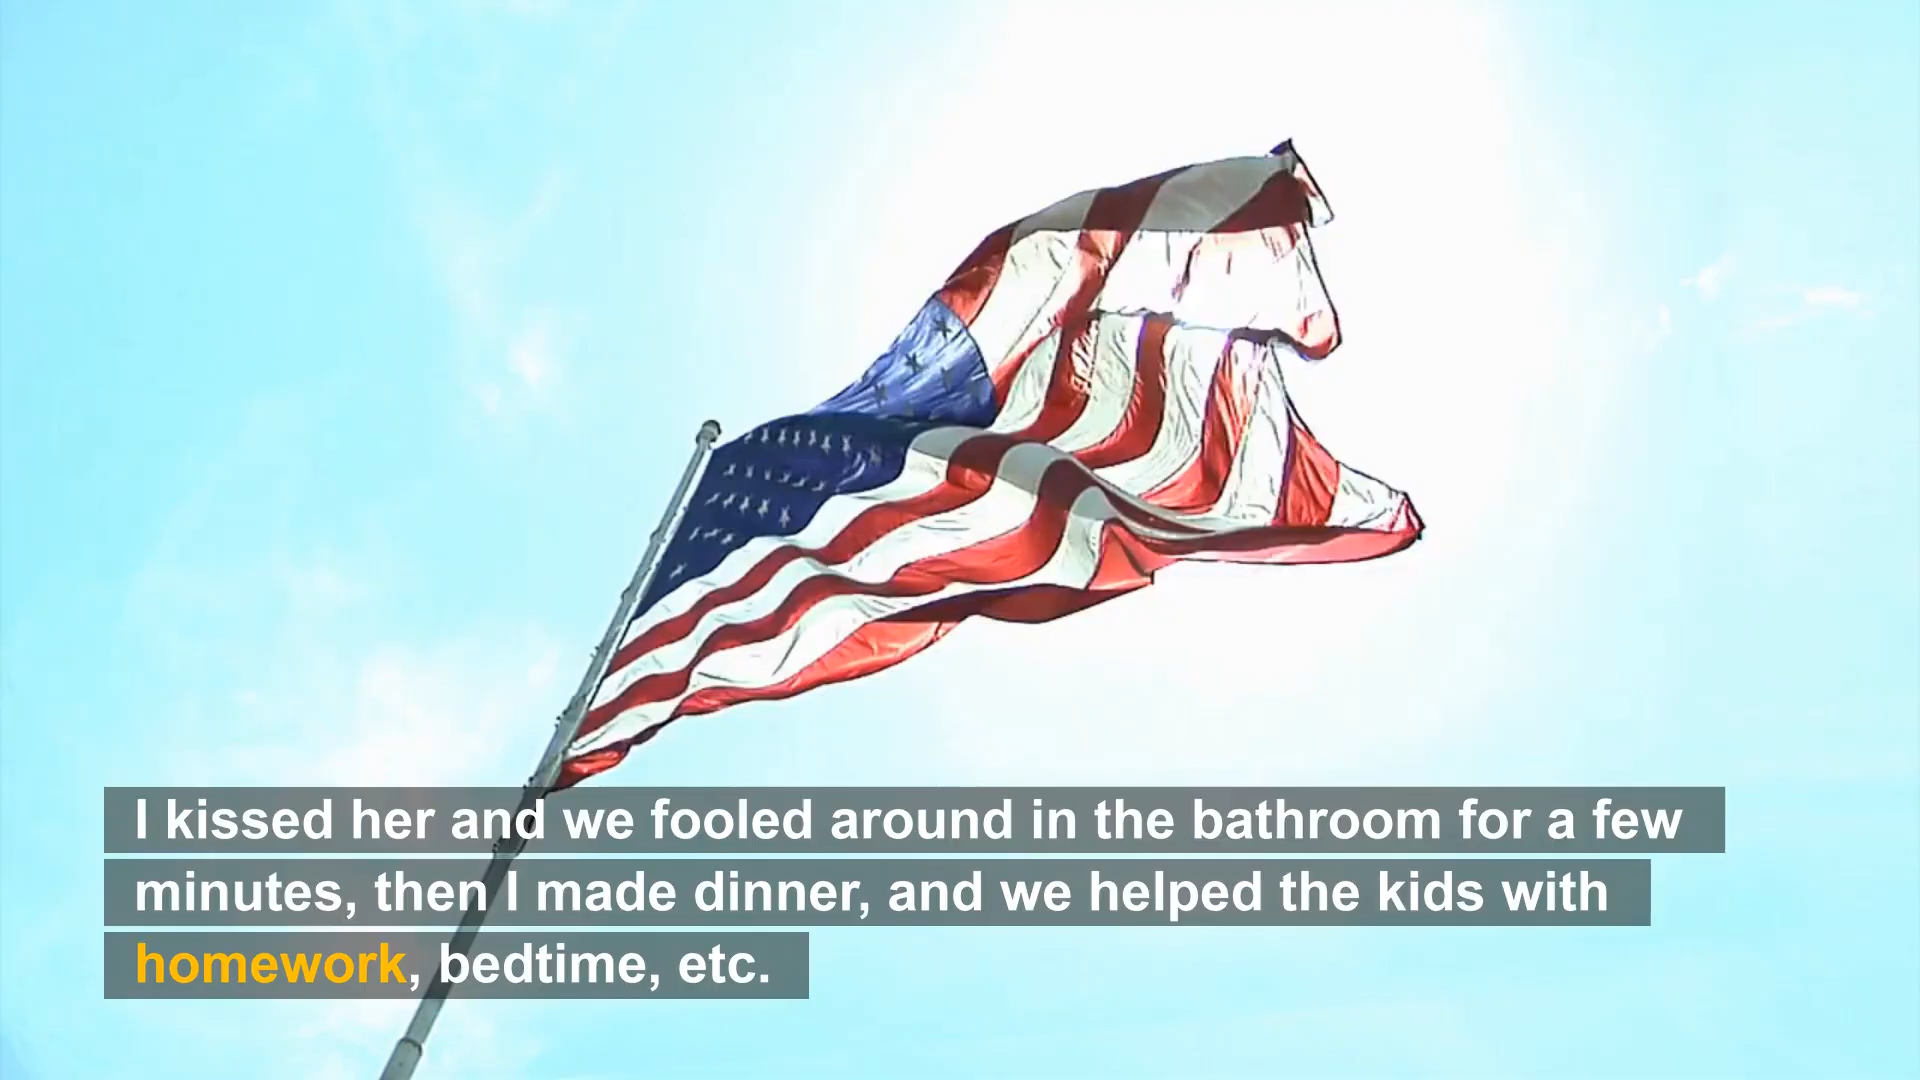 I kissed her and we fooled around in the bathroom for a few
minutes, then I made dinner, and we helped the kids with
homework, bedtime, etc.